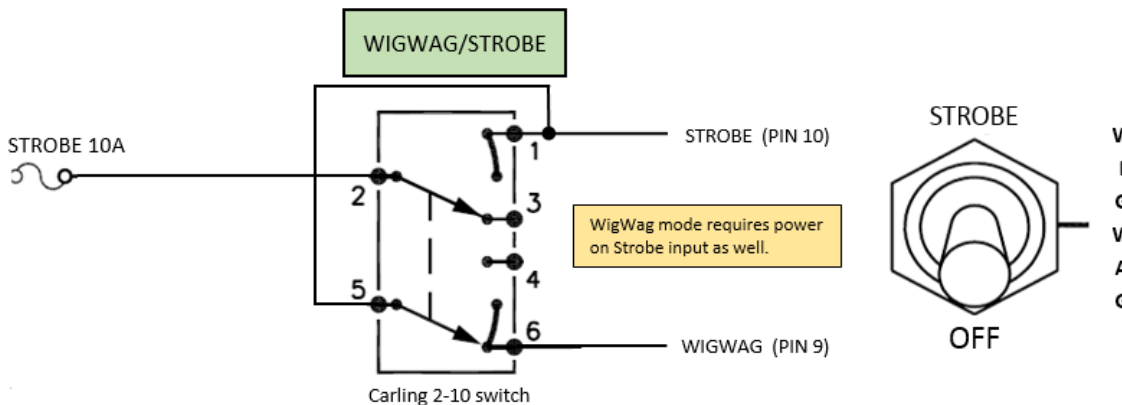 WIGWAG/STROBE
STROBE 10A
1
STROBE (PIN 10)
2
3
WigWag mode requires power
on Strobe input as well.
4
5
6
WIGWAG (PIN 9)
Carling 2-10 switch
STROBE
OFF